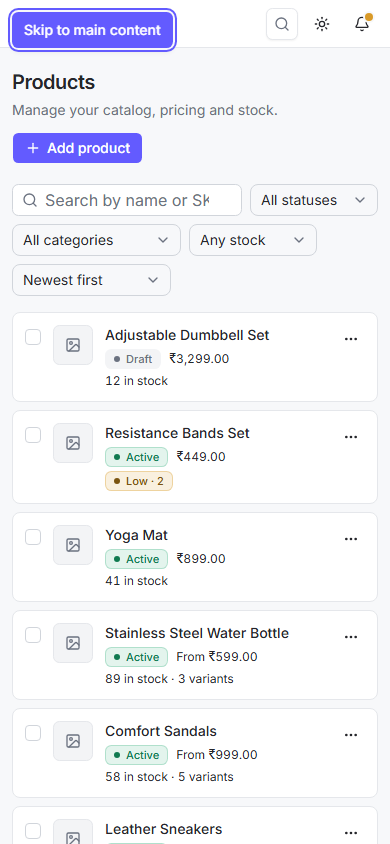 Skip to main content
Products
Manage your catalog, pricing and stock.
Add product
Search by name or SK
All statuses
All categories
Any stock
Newest first
Adjustable Dumbbell Set
Draft ₹3,299.00
12 in stock
Resistance Bands Set
Active ₹449.00
Low · 2
Yoga Mat
Active ₹899.00
41 in stock
Stainless Steel Water Bottle
Active From ₹599.00
89 in stock · 3 variants
Comfort Sandals
Active From ₹999.00
58 in stock · 5 variants
Leather Sneakers